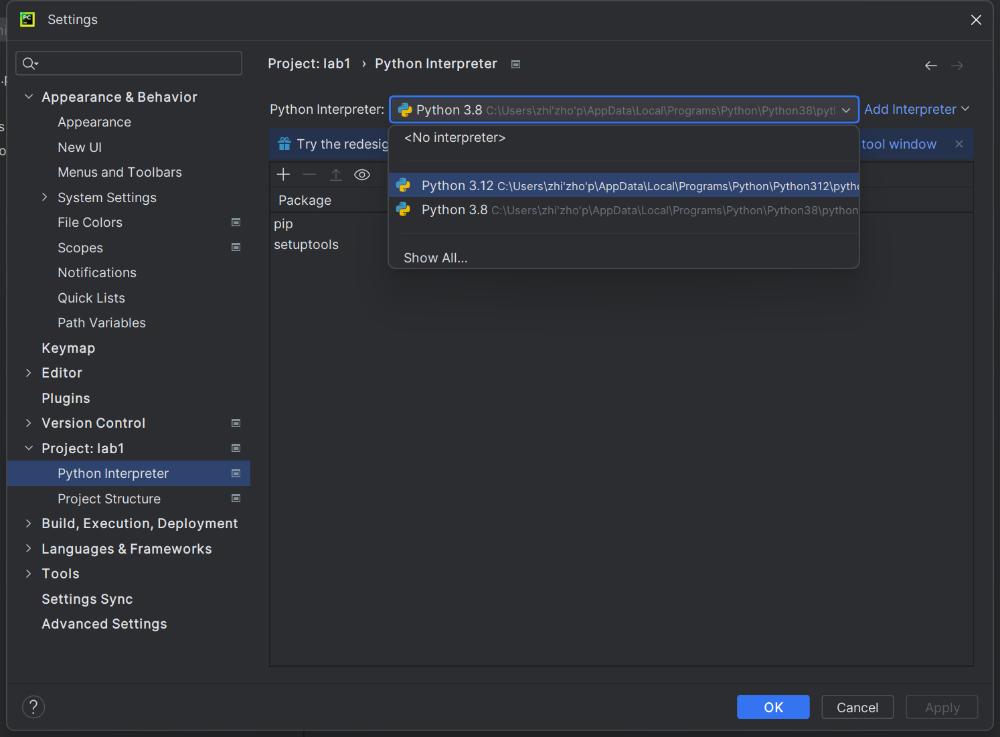 Settings
Project: lab1 › Python Interpreter
Appearance & Behavior
Appearance
New UI
Menus and Toolbars
System Settings
File Colors
Scopes
Notifications
Quick Lists
Path Variables
Keymap
Editor
Plugins
Version Control
Project: lab1
Python Interpreter
Project Structure
Build, Execution, Deployment
Languages & Frameworks
Tools
Settings Sync
Advanced Settings
Python Interpreter: Python 3.8 C:\Users\zhi'zho'p\AppData\Local\Programs\Python\Python38\pyt Add Interpreter
Try the redesig tool window
<No interpreter>
Python 3.12 C:\Users\zhi'zho'p\AppData\Local\Programs\Python\Python312\pytho
Python 3.8 C:\Users\zhi'zho'p\AppData\Local\Programs\Python\Python38\python
Show All...
Package
pip
setuptools
?
OK Cancel Apply